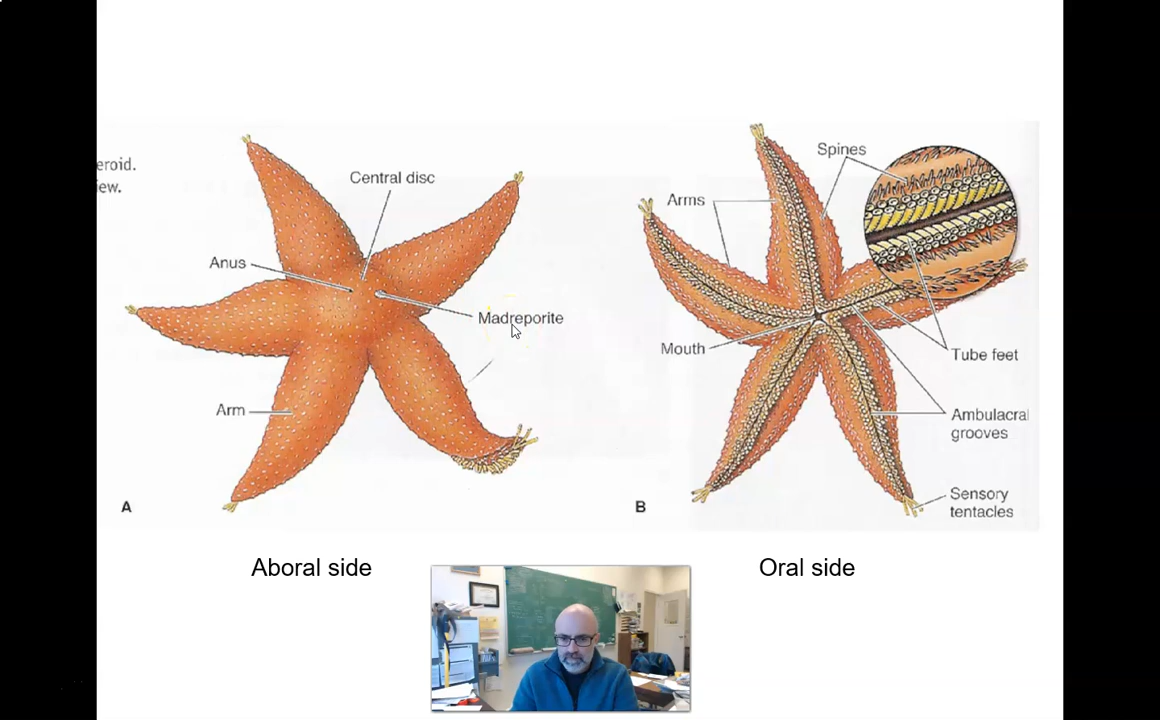 eroid.
iew.
Central disc
Anus
Madreporite
Arm
A
Spines
Arms
Mouth
Tube feet
Ambulacral
grooves
Sensory
tentacles
B
Aboral side
Oral side